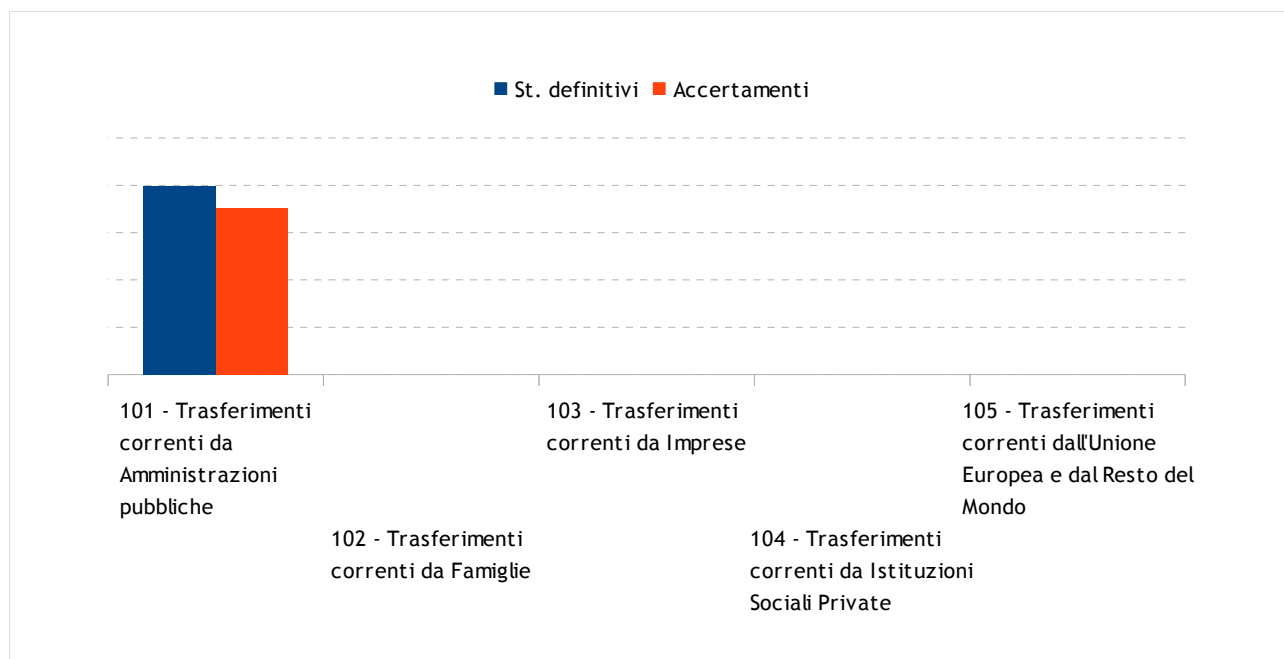 St. definitivi Accertamenti
101 - Trasferimenti
correnti da
Amministrazioni
pubbliche
102 - Trasferimenti
correnti da Famiglie
103 - Trasferimenti
correnti da Imprese
104 - Trasferimenti
correnti da Istituzioni
Sociali Private
105 - Trasferimenti
correnti dall'Unione
Europea e dal Resto del
Mondo